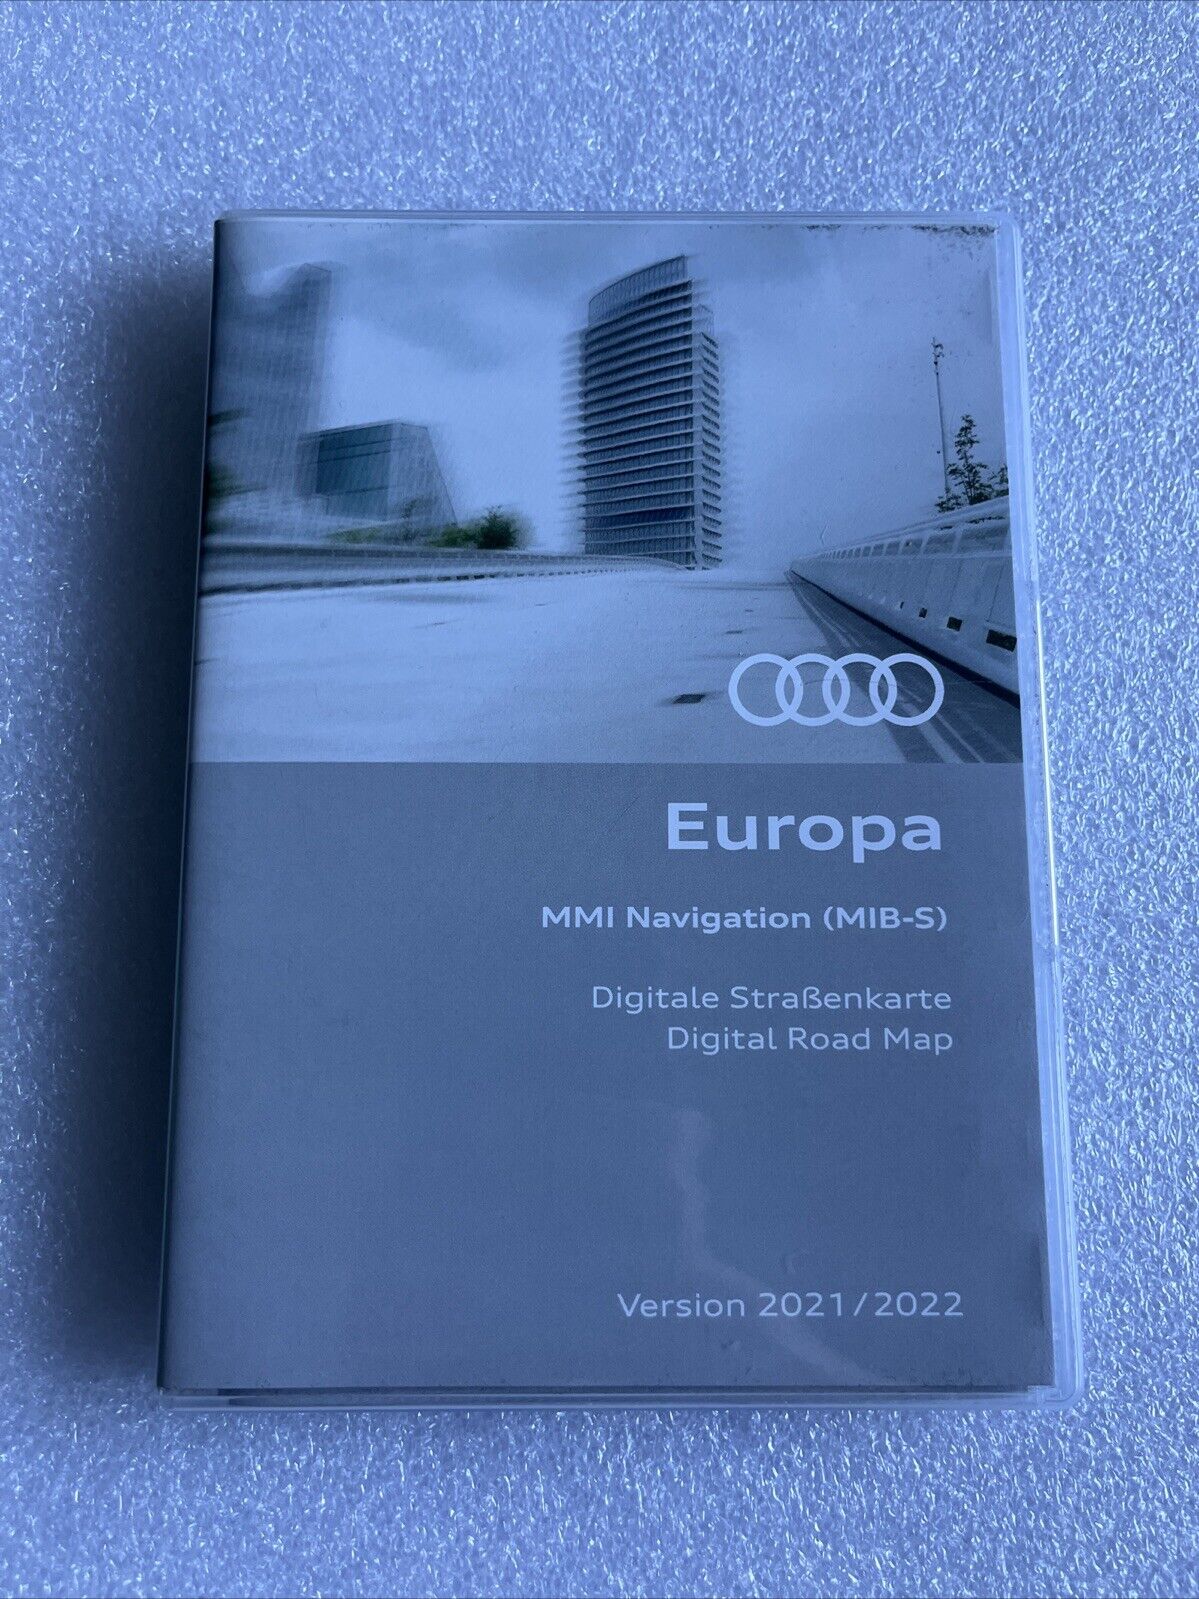 Europa
MMI Navigation (MIB-S)
Digitale Straßenkarte
Digital Road Map
Version 2021/2022